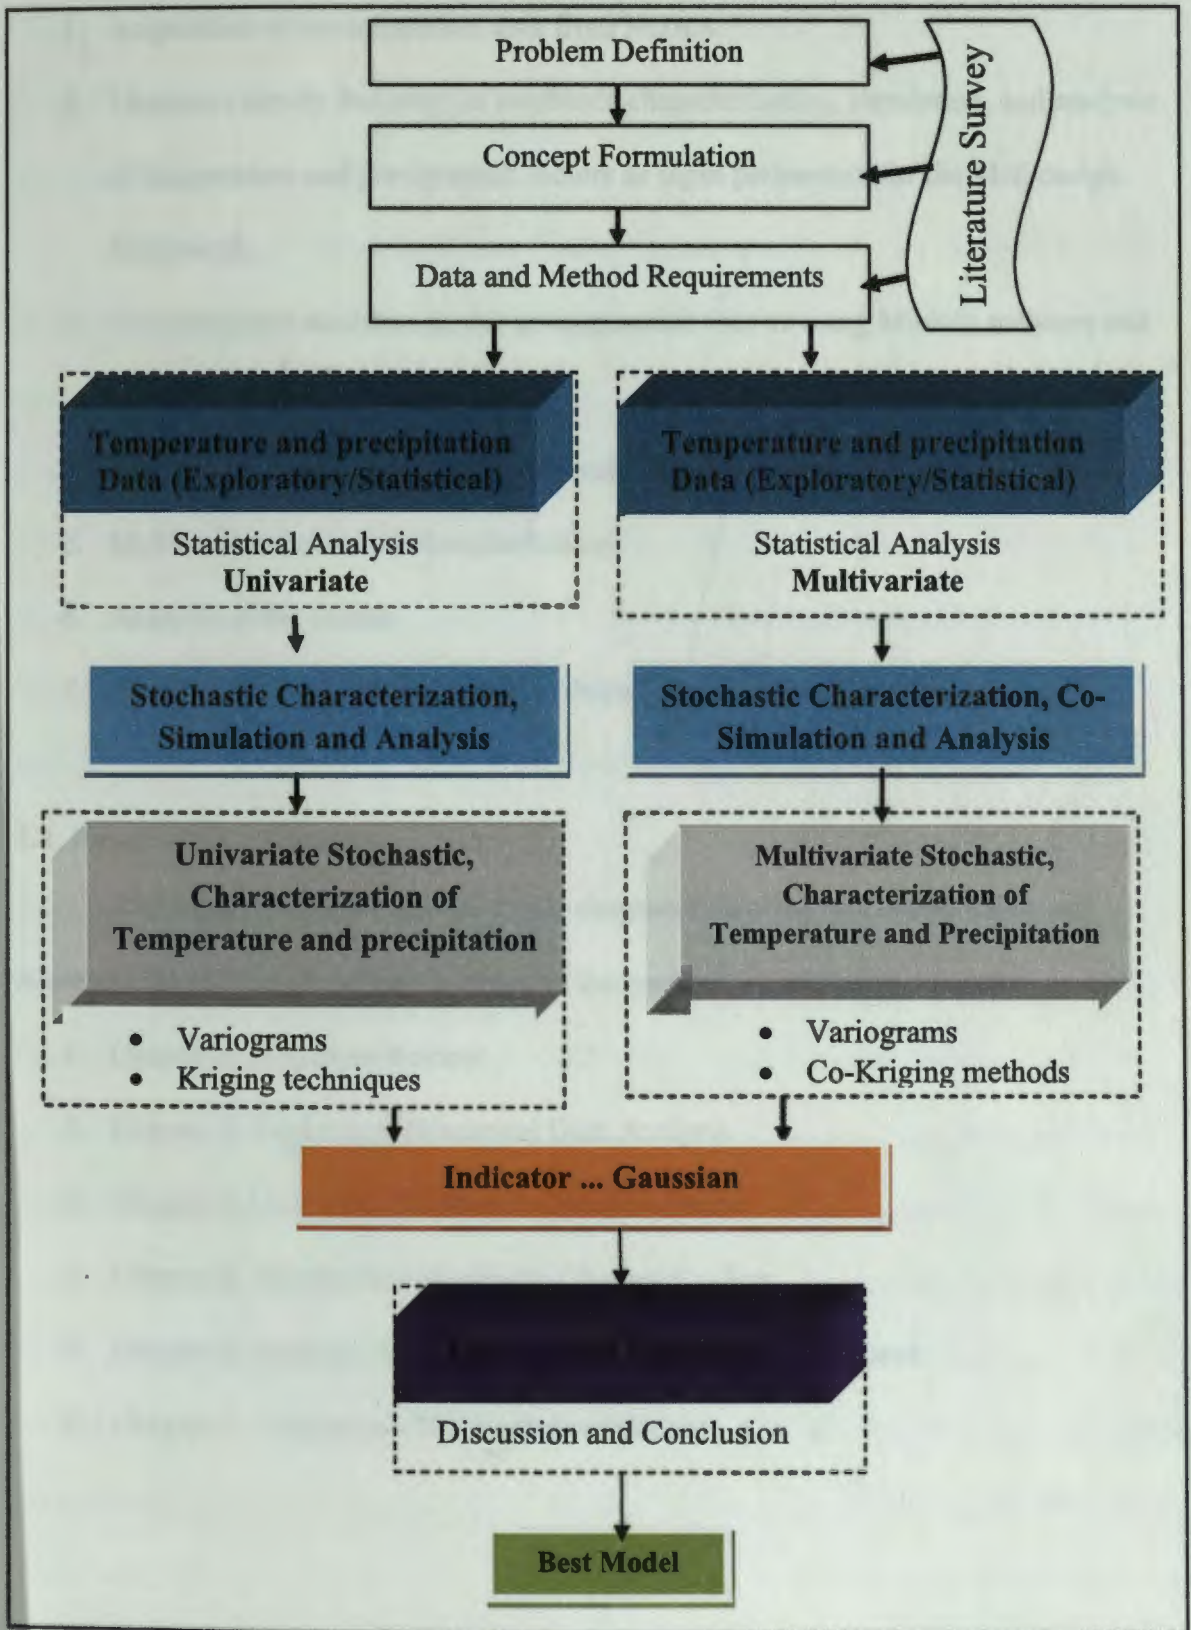 Problem Definition
Concept Formulation
Data and Method Requirements
Literature Survey
Temperature and precipitation
Data (Exploratory/Statistical)
Statistical Analysis
Univariate
Temperature and precipitation
Data (Exploratory/Statistical)
Statistical Analysis
Multivariate
Stochastic Characterization,
Simulation and Analysis
Stochastic Characterization, Co-
Simulation and Analysis
Univariate Stochastic,
Characterization of
Temperature and precipitation
• Variograms
• Kriging techniques
Multivariate Stochastic,
Characterization of
Temperature and Precipitation
• Variograms
• Co-Kriging methods
Indicator ... Gaussian
Discussion and Conclusion
Best Model